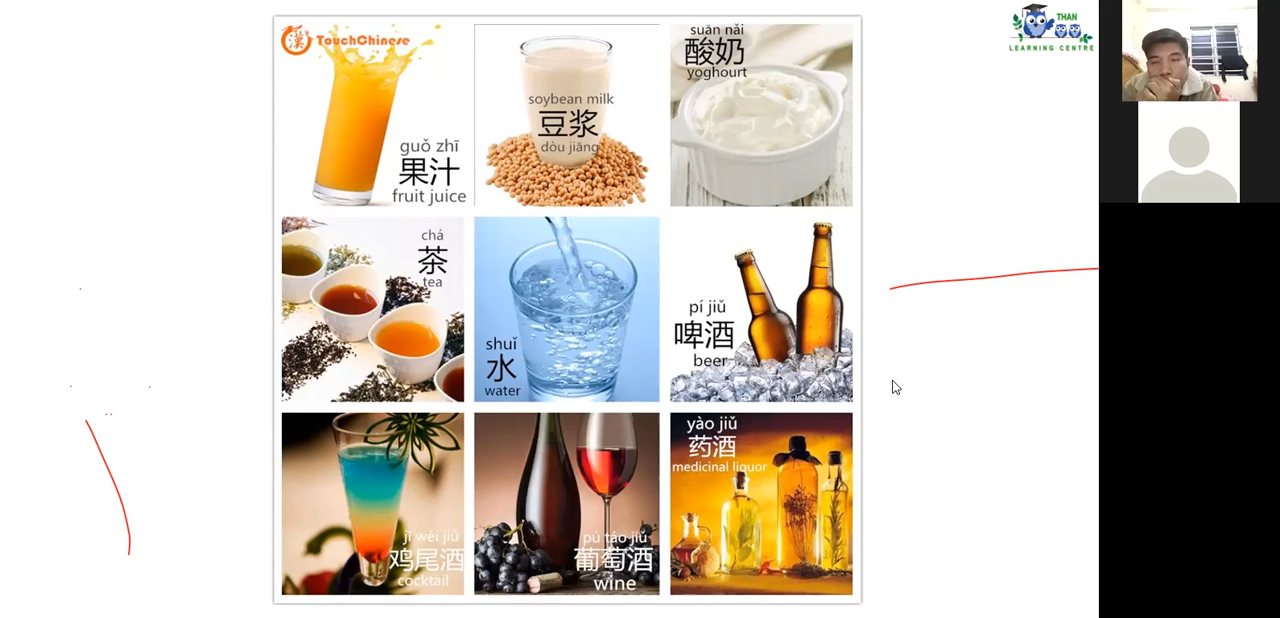 TouchChinese
guǒ zhī
果汁
fruit juice
soybean milk
豆浆
dòu jiāng
suān nǎi
酸奶
yoghourt
chá
茶
tea
shuǐ
水
water
pí jiǔ
啤酒
beer
jī wěi jiǔ
鸡尾酒
cocktail
pú táo jiǔ
葡萄酒
wine
yào jiǔ
药酒
medicinal liquor
THAN
LEARNING CENTRE